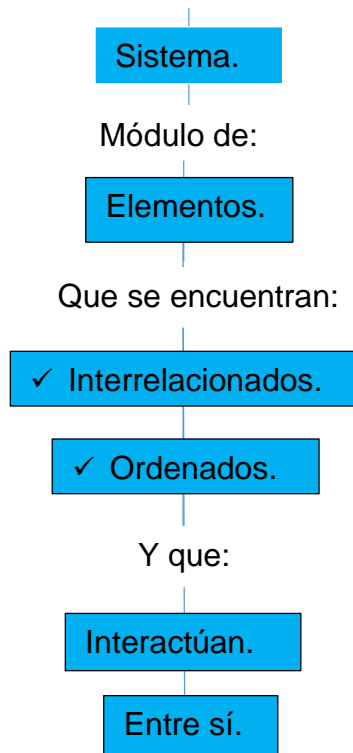 Sistema.
Módulo de:
Elementos.
Que se encuentran:
✓ Interrelacionados.
✓ Ordenados.
Y que:
Interactúan.
Entre sí.